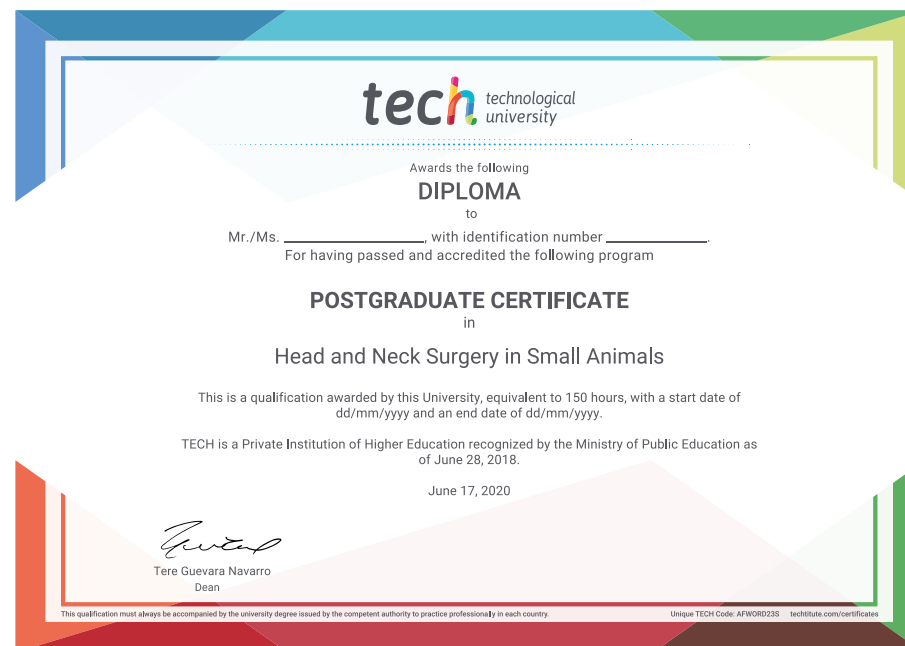 tech technological
university
Awards the following
DIPLOMA
to
Mr./Ms. ____________, with identification number ____________.
For having passed and accredited the following program
POSTGRADUATE CERTIFICATE
in
Head and Neck Surgery in Small Animals
This is a qualification awarded by this University, equivalent to 150 hours, with a start date of
dd/mm/yyyy and an end date of dd/mm/yyyy.
TECH is a Private Institution of Higher Education recognized by the Ministry of Public Education as
of June 28, 2018.
June 17, 2020
Tere Guevara Navarro
Dean
This qualification must always be accompanied by the university degree issued by the competent authority to practice professionally in each country.
Unique TECH Code: AFWORD23S techtitute.com/certificates